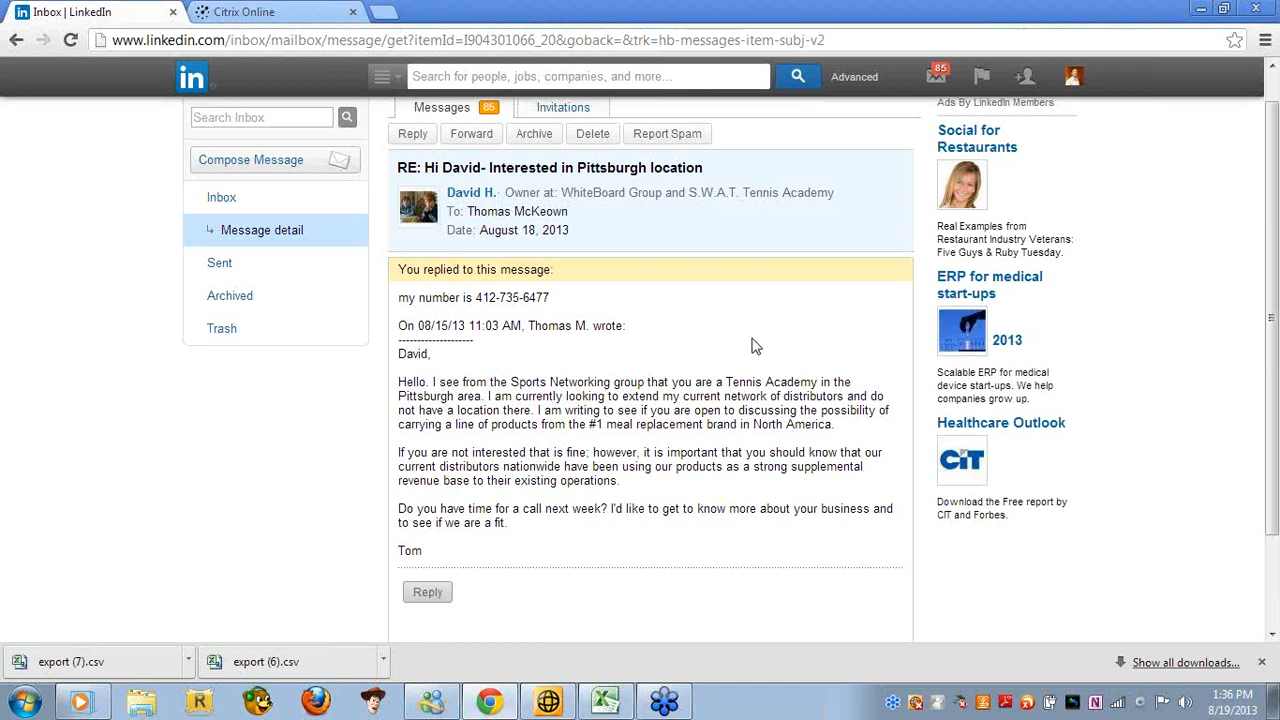 Inbox | LinkedIn
Citrix Online
www.linkedin.com/inbox/mailbox/message/get?itemId=I904301066_20&goback=&trk=hb-messages-item-subj-v2
in
Search for people, jobs, companies, and more...
Advanced
85
Search Inbox
Compose Message
Inbox
Message detail
Sent
Archived
Trash
Messages 85
Invitations
Reply
Forward
Archive
Delete
Report Spam
RE: Hi David- Interested in Pittsburgh location
David H. Owner at: WhiteBoard Group and S.W.A.T. Tennis Academy
To: Thomas McKeown
Date: August 18, 2013
You replied to this message:
my number is 412-735-6477
On 08/15/13 11:03 AM, Thomas M. wrote:
--------------------
David,
Hello. I see from the Sports Networking group that you are a Tennis Academy in the
Pittsburgh area. I am currently looking to extend my current network of distributors and do
not have a location there. I am writing to see if you are open to discussing the possibility of
carrying a line of products from the #1 meal replacement brand in North America.
If you are not interested that is fine; however, it is important that you should know that our
current distributors nationwide have been using our products as a strong supplemental
revenue base to their existing operations.
Do you have time for a call next week? I'd like to get to know more about your business and
to see if we are a fit.
Tom
Reply
Ads By LinkedIn Members
Social for
Restaurants
Real Examples from
Restaurant Industry Veterans:
Five Guys & Ruby Tuesday.
ERP for medical
start-ups
2013
Scalable ERP for medical
device start-ups. We help
companies grow up.
Healthcare Outlook
CIT
Download the Free report by
CIT and Forbes.
export (7).csv
export (6).csv
Show all downloads...
1:36 PM
8/19/2013